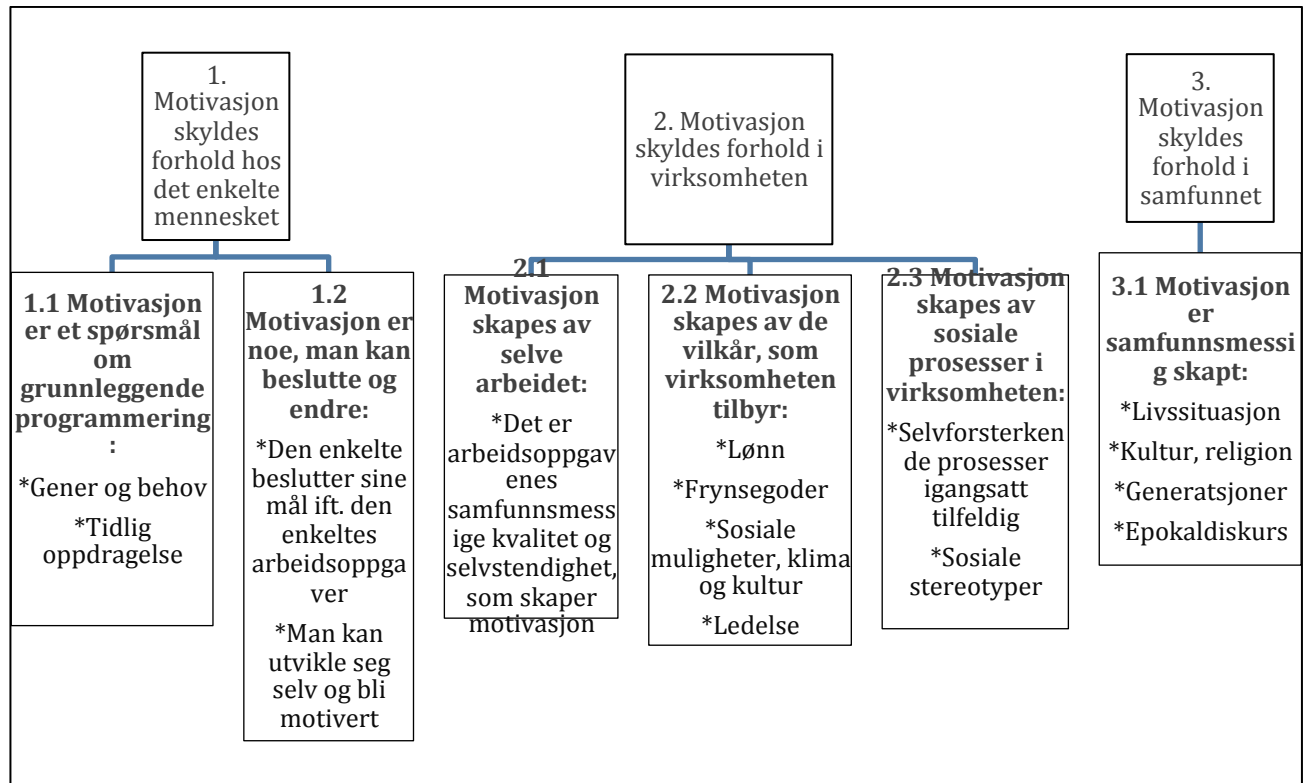 1.
Motivasjon
skyldes
forhold hos
det enkelte
mennesket
2. Motivasjon
skyldes forhold i
virksomheten
3.
Motivasjon
skyldes
forhold i
samfunnet
1.1 Motivasjon
er et spørsmål
om
grunnleggende
programmering
:
*Gener og behov
*Tidlig
oppdragelse
1.2
Motivasjon er
noe, man kan
beslutte og
endre:
*Den enkelte
beslutter sine
mål ift. den
enkeltes
arbeidsoppga
ver
*Man kan
utvikle seg
selv og bli
motivert
2.1
Motivasjon
skapes av
selve
arbeidet:
*Det er
arbeidsoppgav
enes
samfunnsmess
ige kvalitet og
selvstendighet,
som skaper
motivasjon
2.2 Motivasjon
skapes av de
vilkår, som
virksomheten
tilbyr:
*Lønn
*Frynsegoder
*Sosiale
muligheter, klima
og kultur
*Ledelse
2.3 Motivasjon
skapes av
sosiale
prosesser i
virksomheten:
*Selvforsterken
de prosesser
igangsatt
tilfeldig
*Sosiale
stereotyper
3.1 Motivasjon
er
samfunnsmessi
g skapt:
*Livssituasjon
*Kultur, religion
*Generatsjoner
*Epokaldiskurs